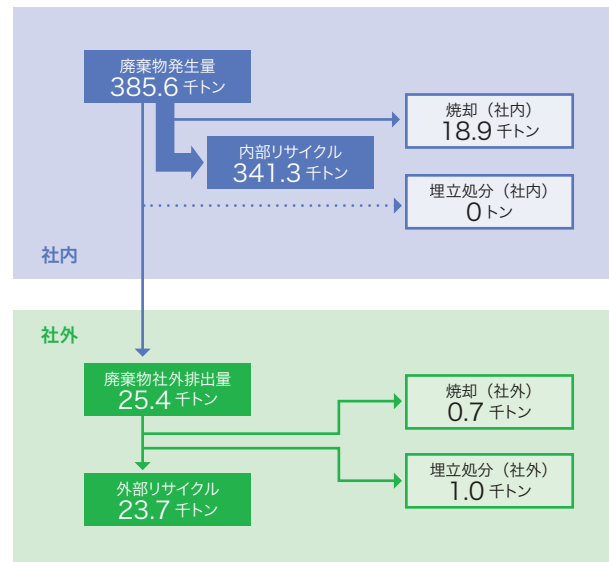 廃棄物発生量
385.6 千トン
焼却（社内）
18.9 千トン
内部リサイクル
341.3 千トン
埋立処分（社内）
0 トン
社内
社外
廃棄物社外排出量
25.4 千トン
焼却（社外）
0.7 千トン
外部リサイクル
23.7 千トン
埋立処分（社外）
1.0 千トン